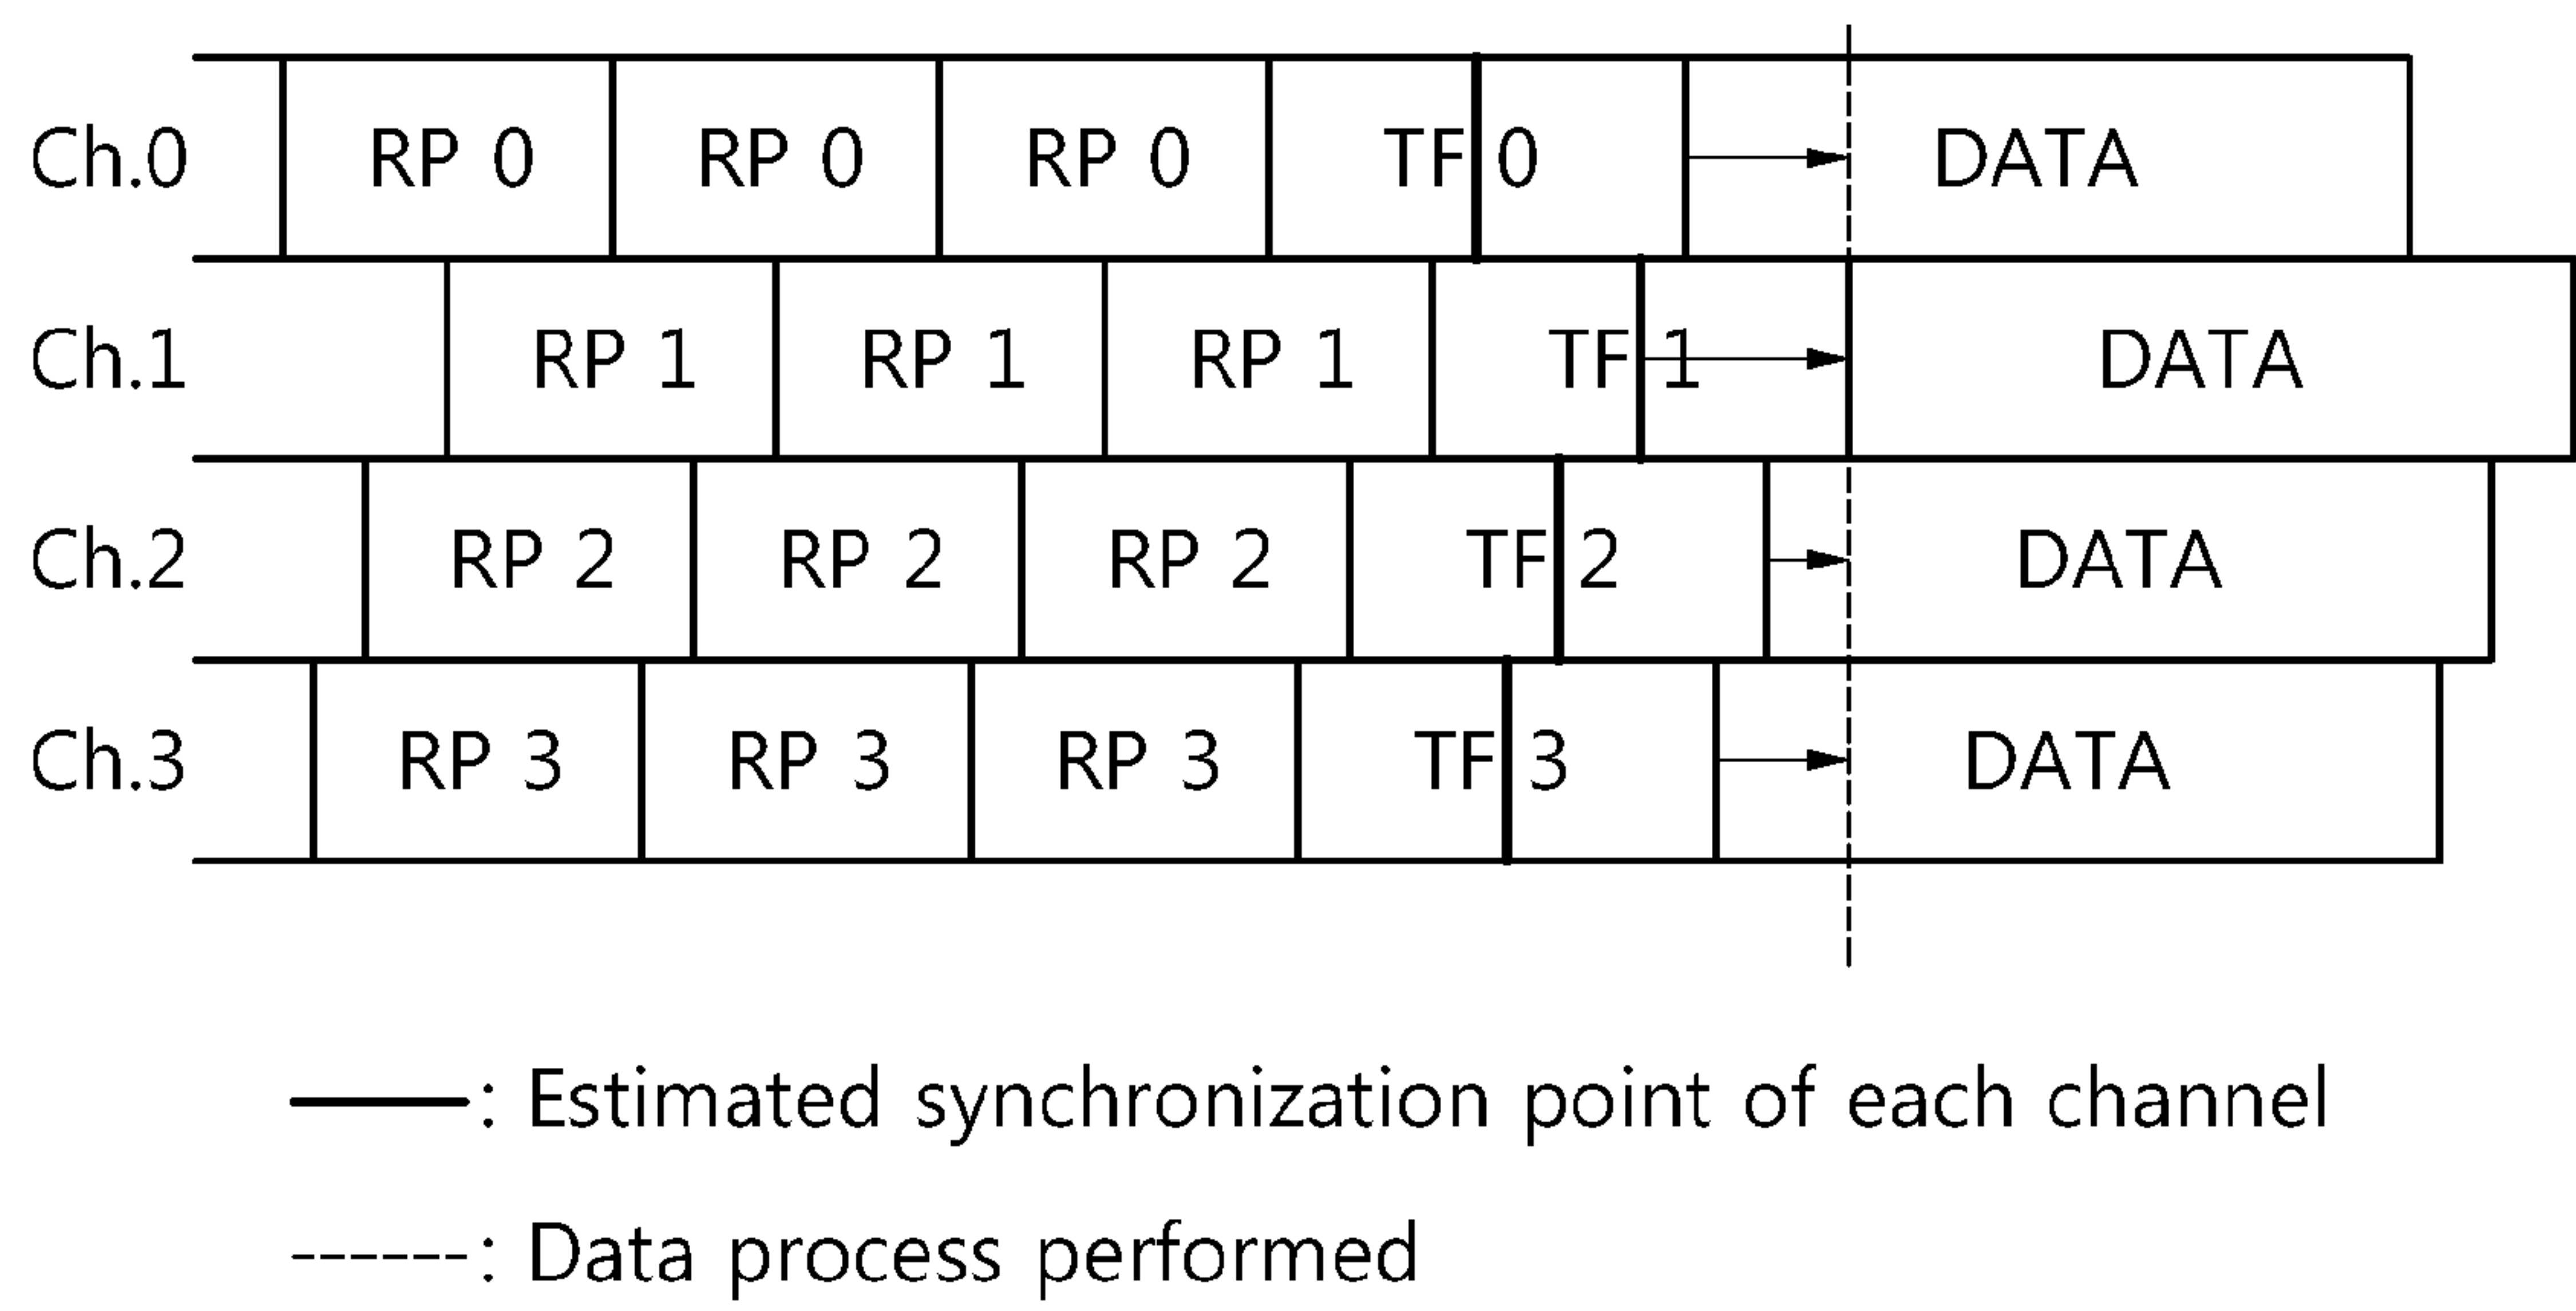 Ch.0 RP 0 RP 0 RP 0 TF 0 DATA
Ch.1 RP 1 RP 1 RP 1 TF 1 DATA
Ch.2 RP 2 RP 2 RP 2 TF 2 DATA
Ch.3 RP 3 RP 3 RP 3 TF 3 DATA
: Estimated synchronization point of each channel
: Data process performed